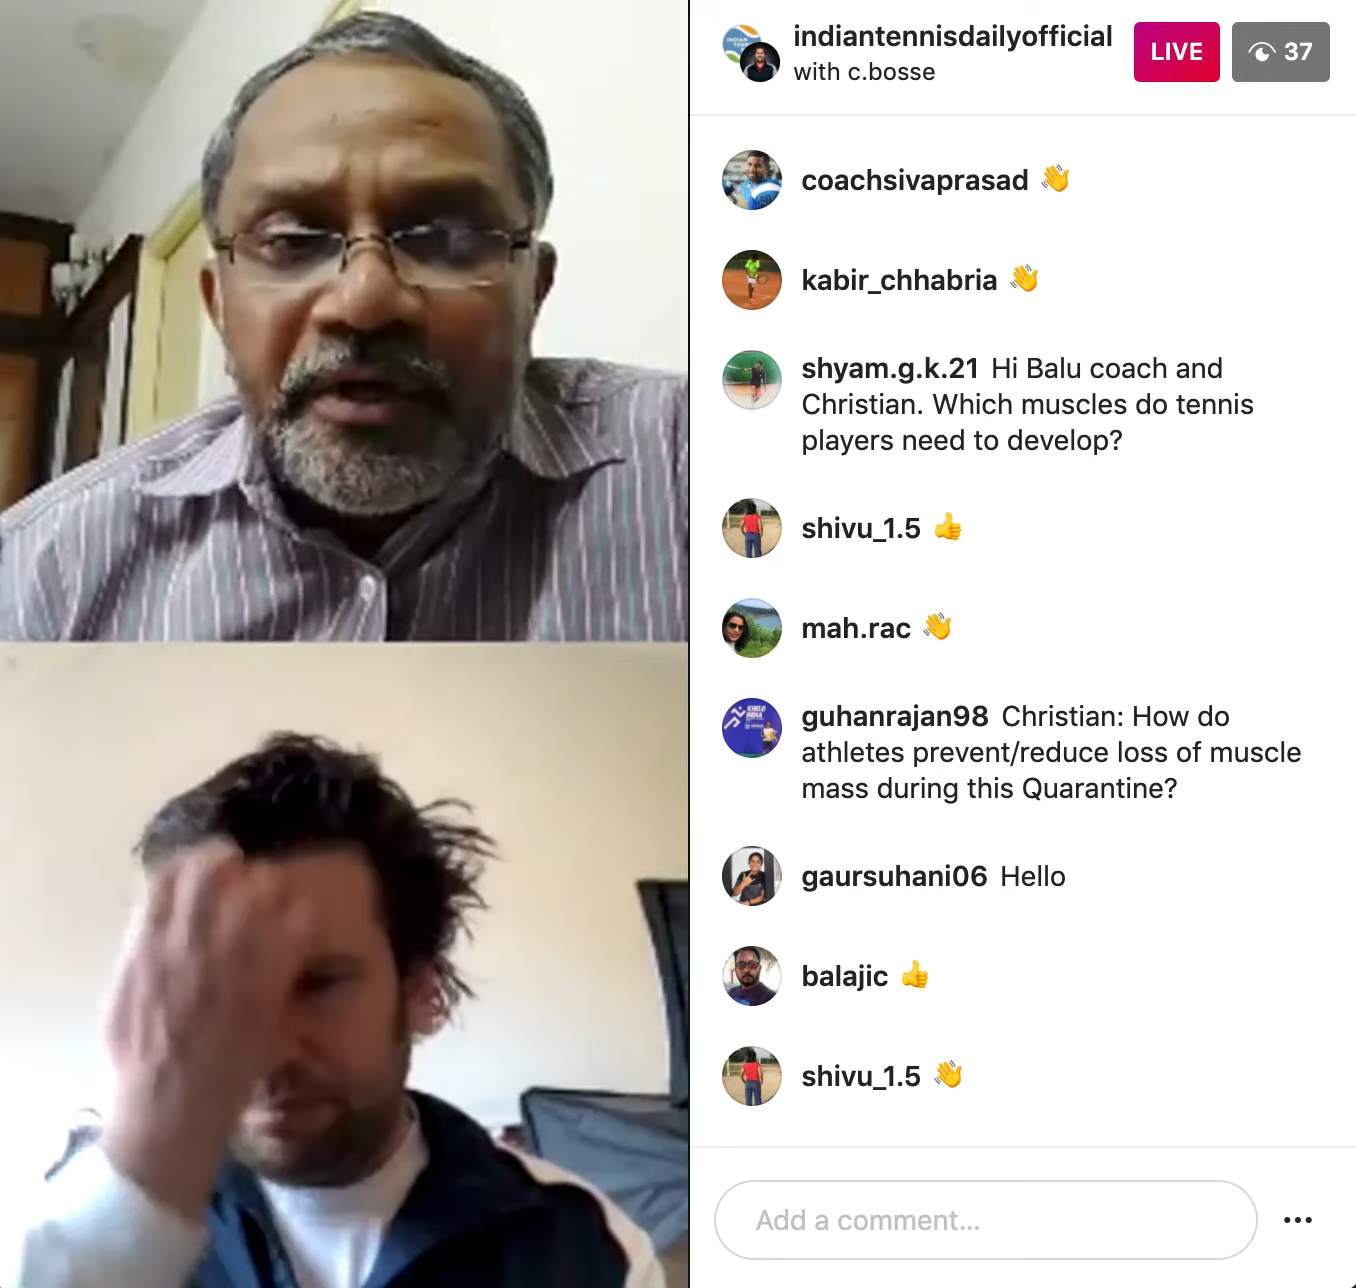 indiantennisdailyofficial
with c.bosse
LIVE
37
coachsivaprasad 👋
kabir_chhabria 👋
shyam.g.k.21 Hi Balu coach and
Christian. Which muscles do tennis
players need to develop?
shivu_1.5 👍
mah.rac 👋
guhanrajan98 Christian: How do
athletes prevent/reduce loss of muscle
mass during this Quarantine?
gaursuhani06 Hello
balajic 👍
shivu_1.5 👋
Add a comment...
KHELO
INDIA